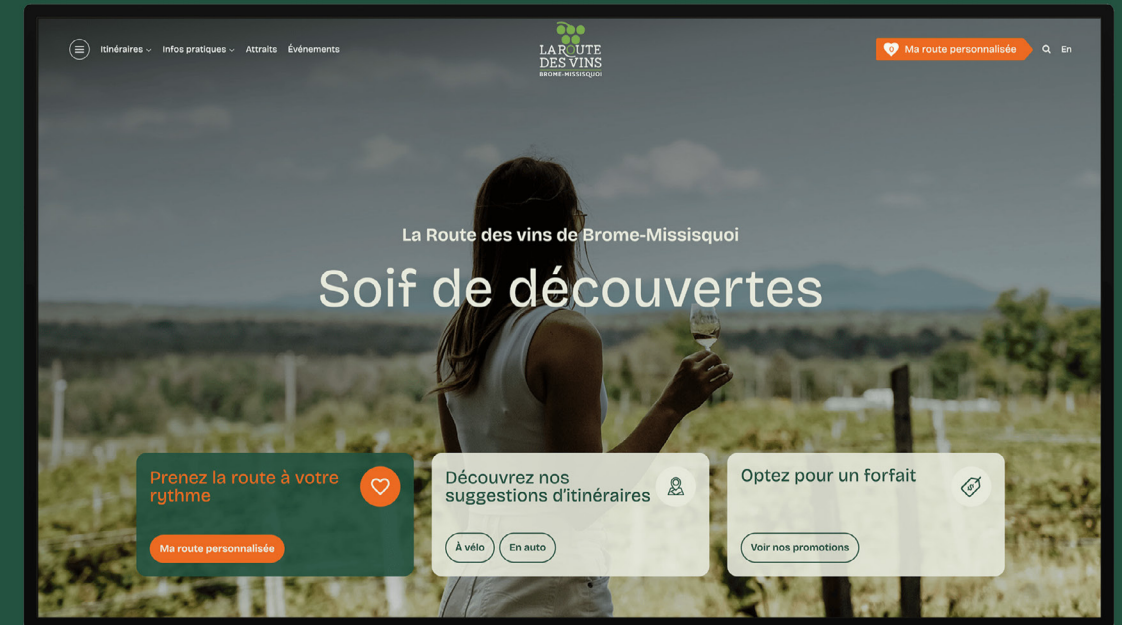 Itinéraires
Infos pratiques
Attraits
Événements
LA ROUTE
DES VINS
BROME-MISSISQUOI
0
Ma route personnalisée
En
La Route des vins de Brome-Missisquoi
Soif de découvertes
Prenez la route à votre
rythme
Ma route personnalisée
Découvrez nos
suggestions d'itinéraires
À vélo
En auto
Optez pour un forfait
$
Voir nos promotions